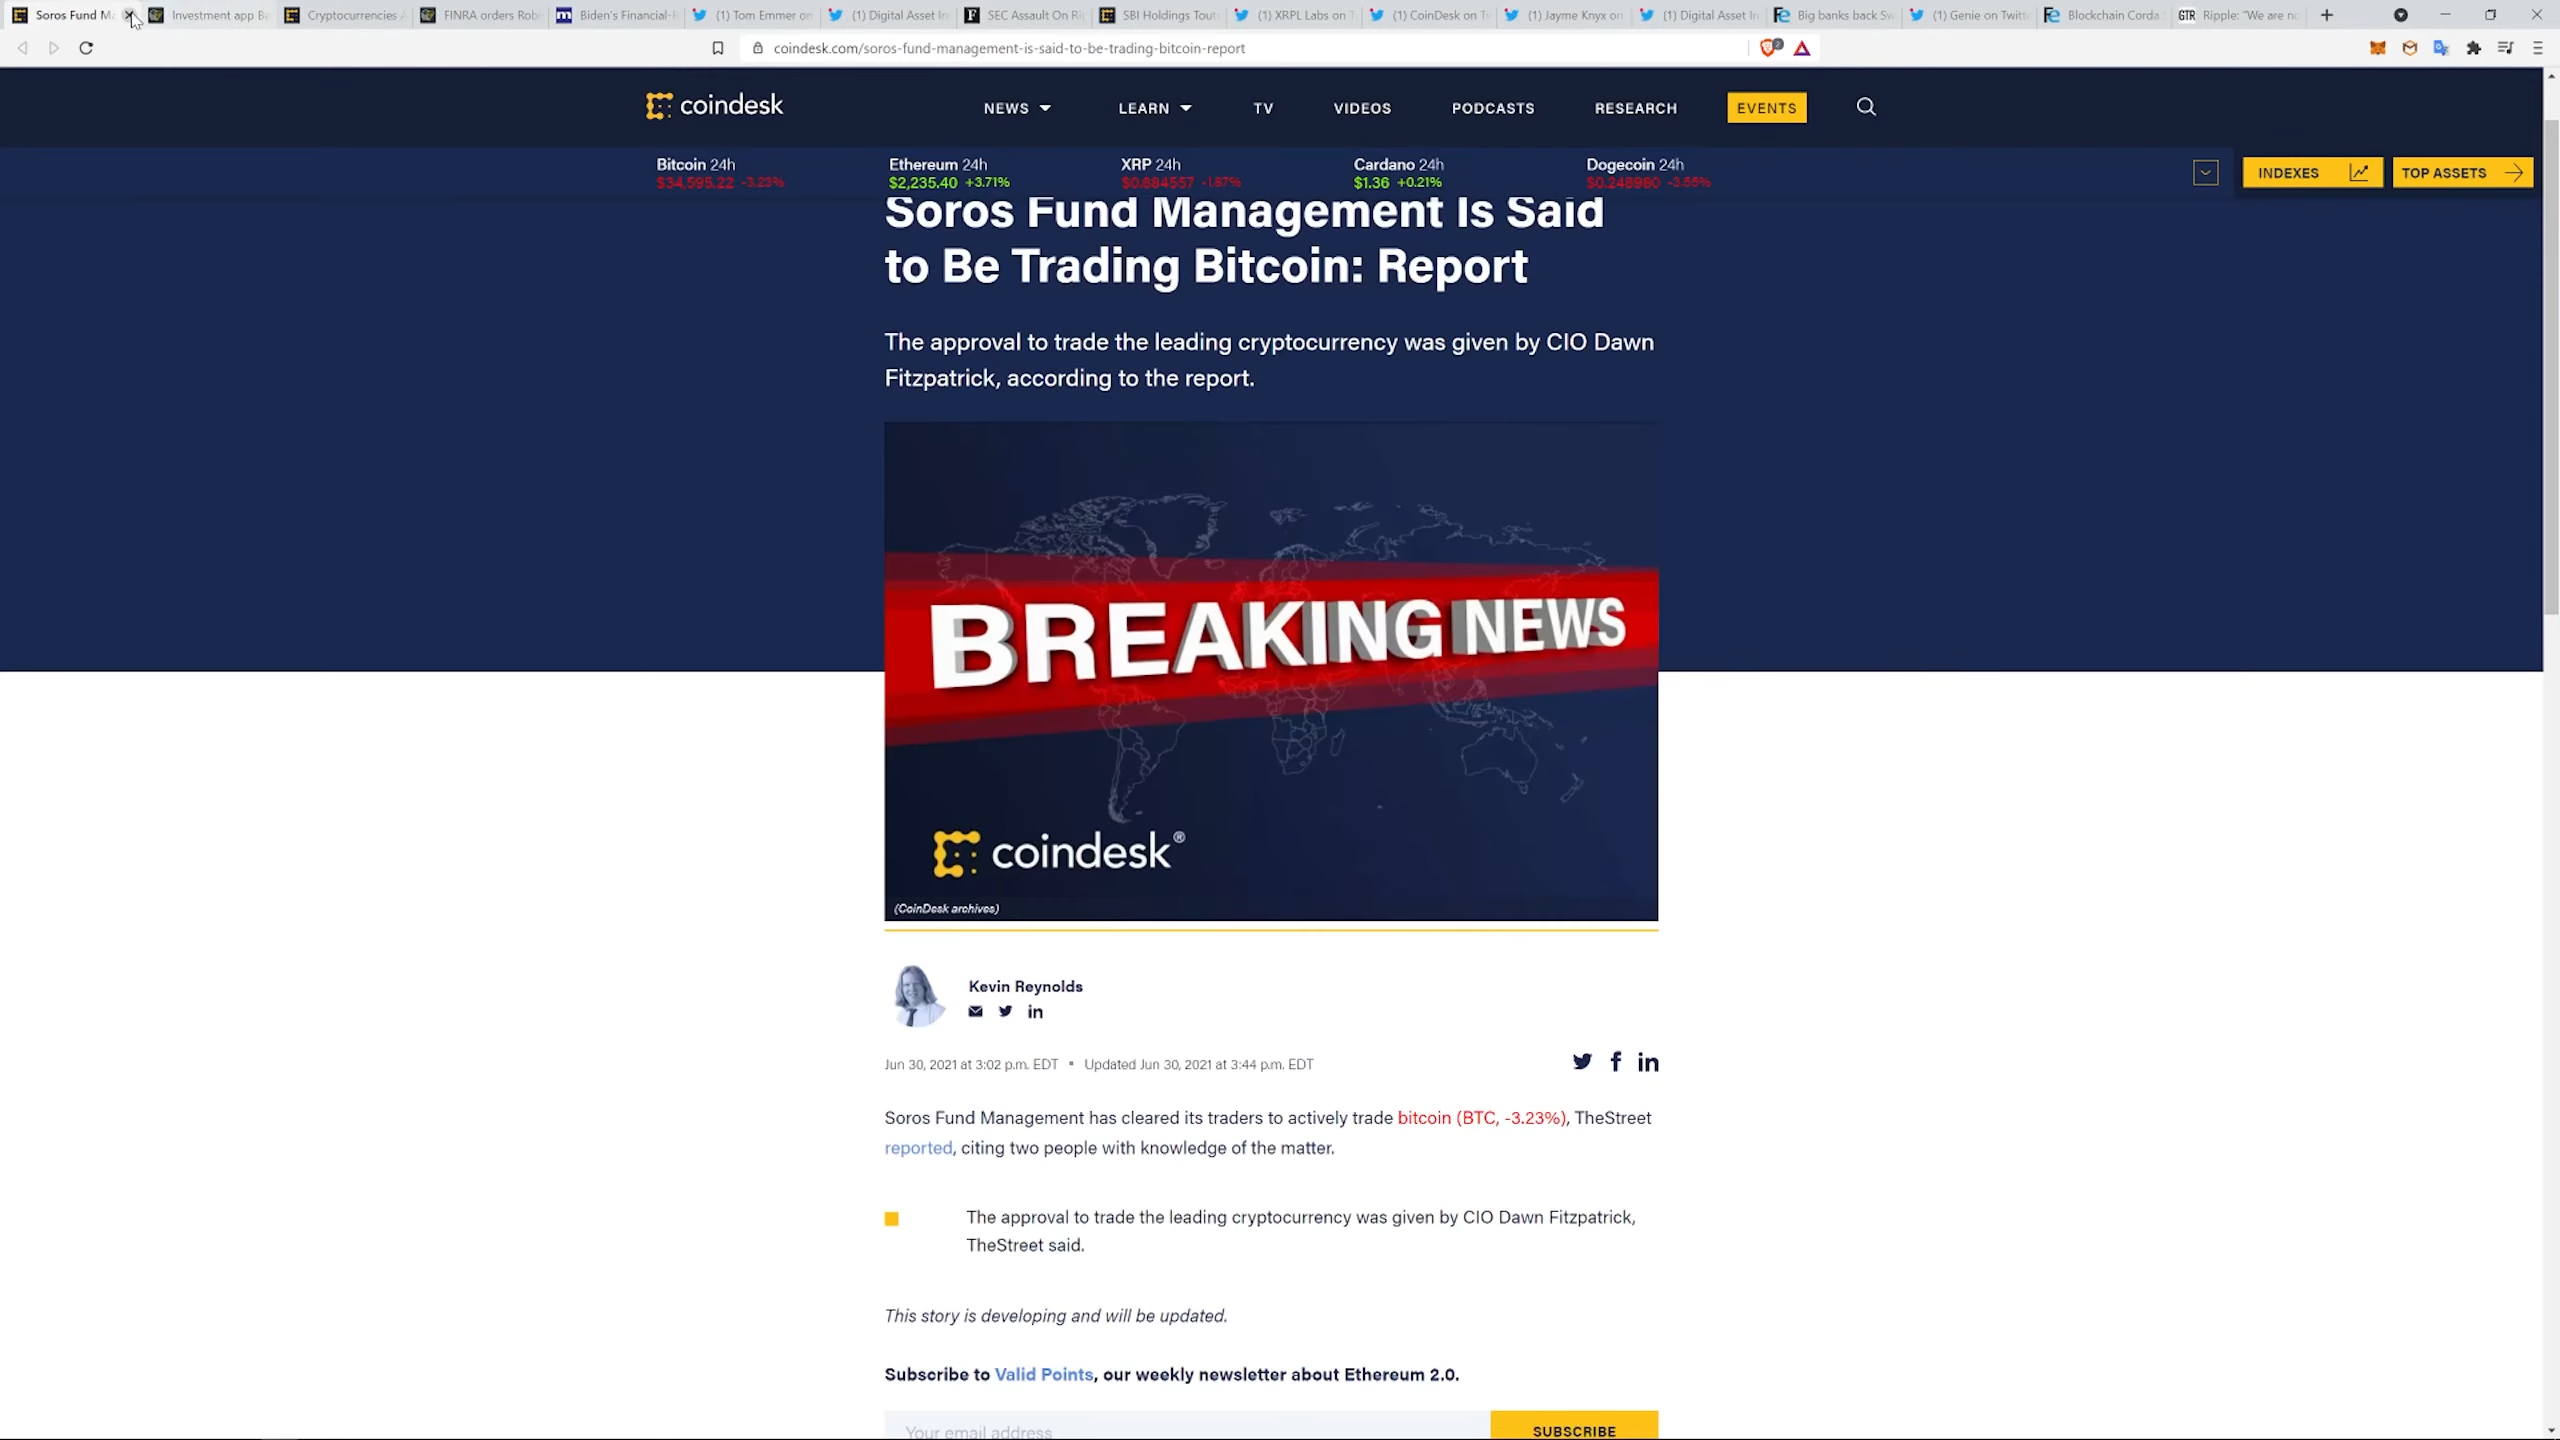 Soros Fund Ma
Investment app Be
Cryptocurrencies A
FINRA orders Robi
Biden's Financial-R
(1) Tom Emmer on
(1) Digital Asset In
SEC Assault On Ri
SBI Holdings Tout
(1) XRPL Labs on T
(1) CoinDesk on Tw
(1) Jayme Knyx on
(1) Digital Asset In
Big banks back Sw
(1) Genie on Twitt
Blockchain Corda
GTR Ripple: "We are no
coindesk.com/soros-fund-management-is-said-to-be-trading-bitcoin-report
coindesk
NEWS
LEARN
TV
VIDEOS
PODCASTS
RESEARCH
EVENTS
Bitcoin 24h
$34,595.22 -3.23%
Ethereum 24h
$2,235.40 +3.71%
XRP 24h
$0.684557 -1.87%
Cardano 24h
$1.36 +0.21%
Dogecoin 24h
INDEXES
TOP ASSETS
Soros Fund Management Is Said
to Be Trading Bitcoin: Report
The approval to trade the leading cryptocurrency was given by CIO Dawn
Fitzpatrick, according to the report.
BREAKING NEWS
coindesk®
(CoinDesk archives)
Kevin Reynolds
Jun 30, 2021 at 3:02 p.m. EDT • Updated Jun 30, 2021 at 3:44 p.m. EDT
Soros Fund Management has cleared its traders to actively trade bitcoin (BTC, -3.23%), TheStreet
reported, citing two people with knowledge of the matter.
The approval to trade the leading cryptocurrency was given by CIO Dawn Fitzpatrick,
TheStreet said.
This story is developing and will be updated.
Subscribe to Valid Points, our weekly newsletter about Ethereum 2.0.
Your email address
SUBSCRIBE